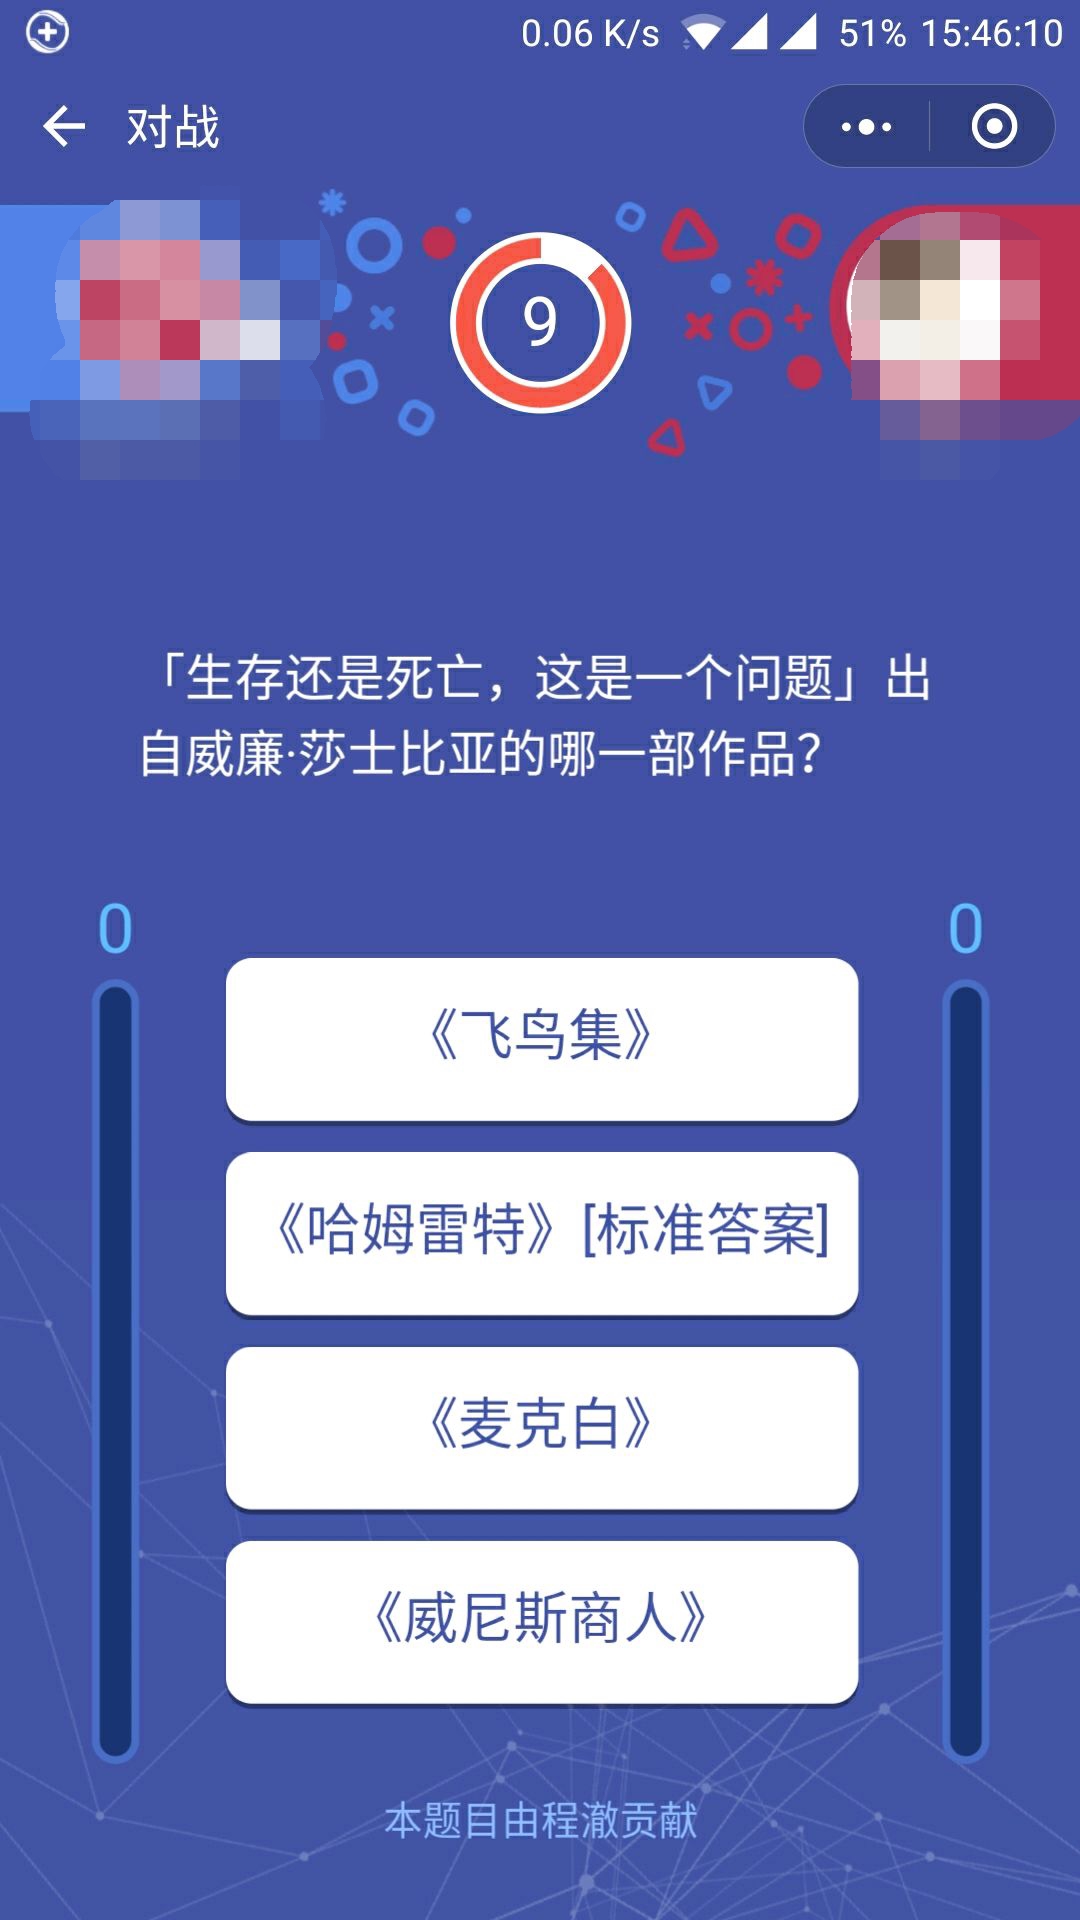 0.06 K/s 51% 15:46:10
对战
9
「生存还是死亡，这是一个问题」出
自威廉·莎士比亚的哪一部作品？
0 0
《飞鸟集》
《哈姆雷特》[标准答案]
《麦克白》
《威尼斯商人》
本题目由程澈贡献